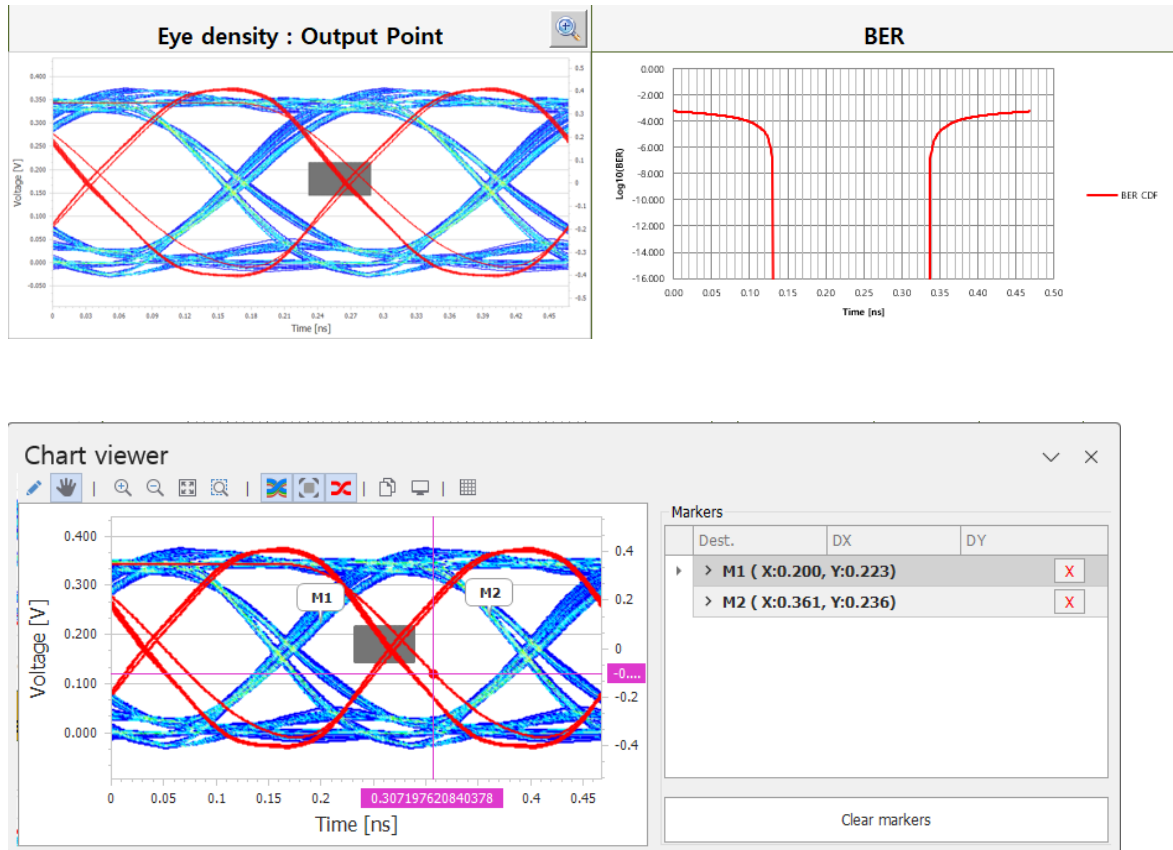 Eye density : Output Point
BER
0.400
0.350
0.300
0.250
0.200
0.150
0.100
0.050
0.000
-0.050
Voltage [V]
0.5
0.4
0.3
0.2
0.1
0
-0.1
-0.2
-0.3
-0.4
-0.5
0 0.03 0.06 0.09 0.12 0.15 0.18 0.21 0.24 0.27 0.3 0.33 0.36 0.39 0.42 0.45
Time [ns]
0.000
-2.000
-4.000
-6.000
-8.000
-10.000
-12.000
-14.000
-16.000
Log10(BER)
0.00 0.05 0.10 0.15 0.20 0.25 0.30 0.35 0.40 0.45 0.50
Time [ns]
BER CDF
Chart viewer
0.400
0.300
0.200
0.100
0.000
Voltage [V]
M1
M2
0.4
0.2
0
-0....
-0.2
-0.4
0 0.05 0.1 0.15 0.2 0.307197620840378 0.4 0.45
Time [ns]
Markers
Dest. DX DY
M1 ( X:0.200, Y:0.223) X
M2 ( X:0.361, Y:0.236) X
Clear markers